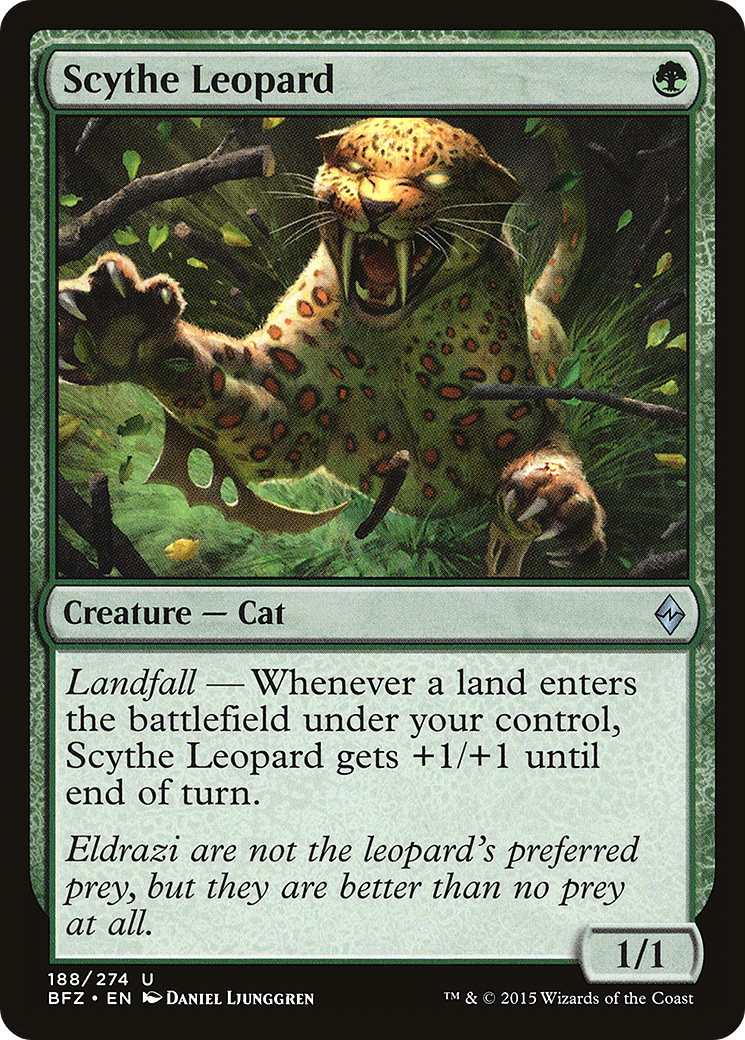 Scythe Leopard
Creature — Cat
Landfall — Whenever a land enters
the battlefield under your control,
Scythe Leopard gets +1/+1 until
end of turn.
Eldrazi are not the leopard's preferred
prey, but they are better than no prey
at all.
1/1
188/274 U
BFZ • EN Daniel Ljunggren
™ & © 2015 Wizards of the Coast